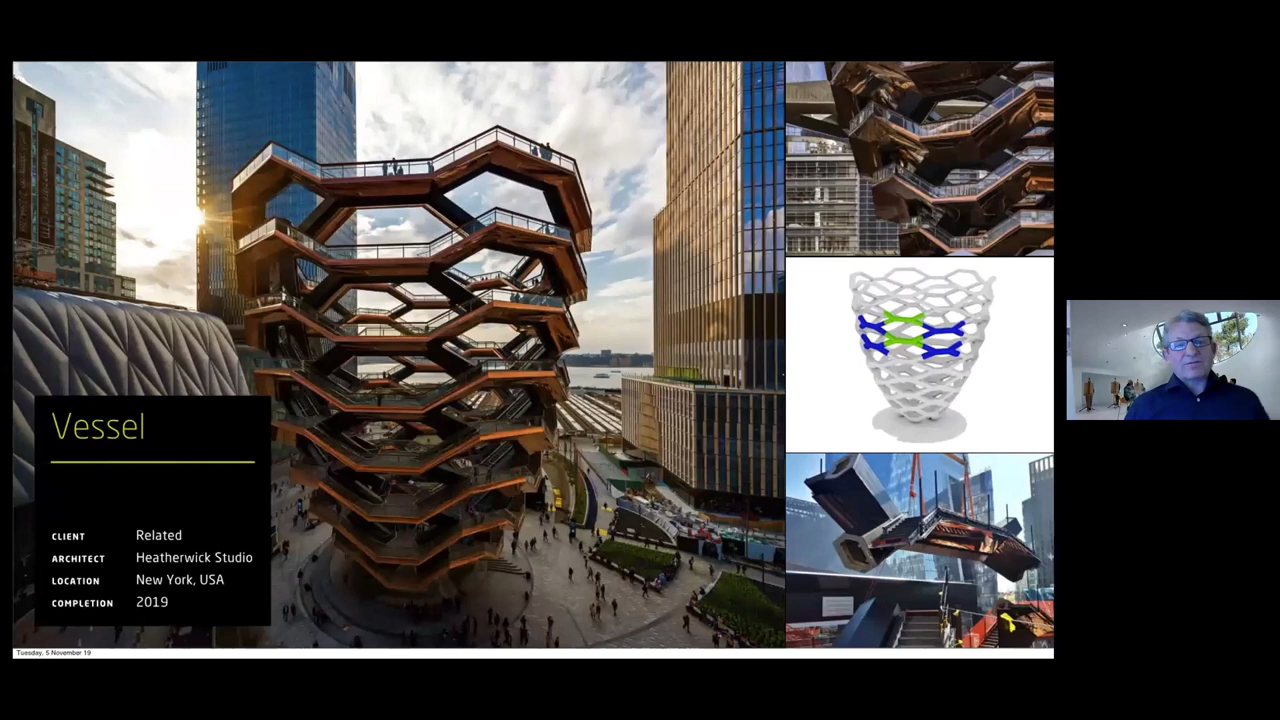 Vessel
CLIENT Related
ARCHITECT Heatherwick Studio
LOCATION New York, USA
COMPLETION 2019
Tuesday, 5 November 19